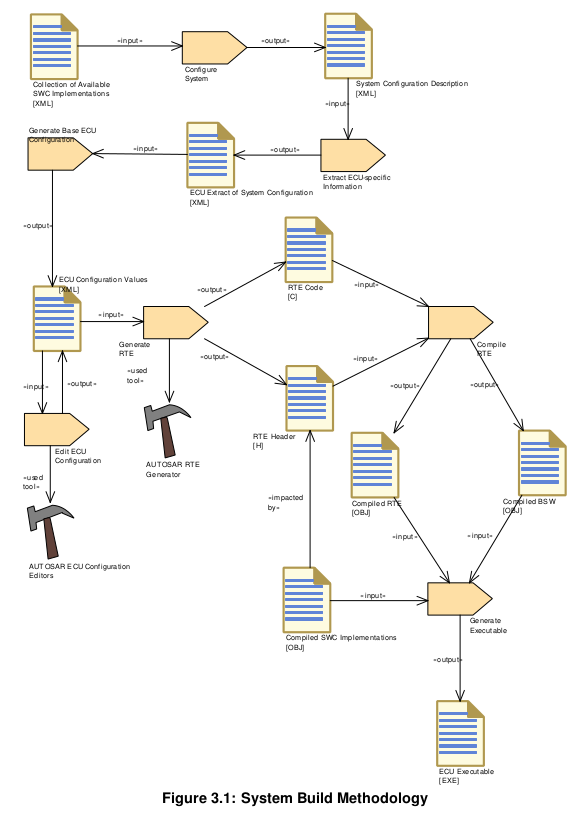 «input»
«output»
Configure
System
Collection of Available
SWC Implementations
[XML]
System Configuration Description
[XML]
«input»
Generate Base ECU
Configuration
«input»
«output»
Extract ECU-specific
Information
ECU Extract of System Configuration
[XML]
«output»
ECU Configuration Values
[XML]
«output»
RTE Code
[C]
«input»
«input»
Generate
RTE
«output»
«input»
Compile
RTE
«used
tool»
«input»
«output»
«output»
«output»
RTE Header
[H]
Edit ECU
Configuration
AUTOSAR RTE
Generator
«used
tool»
«impacted
by»
Compiled RTE
[OBJ]
Compiled BSW
[OBJ]
«input»
«input»
AUTOSAR ECU Configuration
Editors
«input»
Generate
Executable
Compiled SWC Implementations
[OBJ]
«output»
ECU Executable
[EXE]
Figure 3.1: System Build Methodology